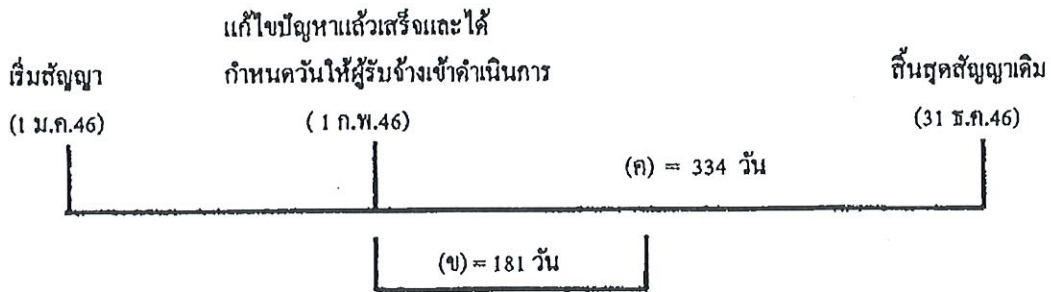 แก้ไขปัญหาแล้วเสร็จและได้
เริ่มสัญญา กำหนดวันให้ผู้รับจ้างเข้าดำเนินการ สิ้นสุดสัญญาเดิม
(1 ม.ค.46) ( 1 ก.พ.46) (31 ธ.ค.46)
(ค) = 334 วัน
(ข) = 181 วัน